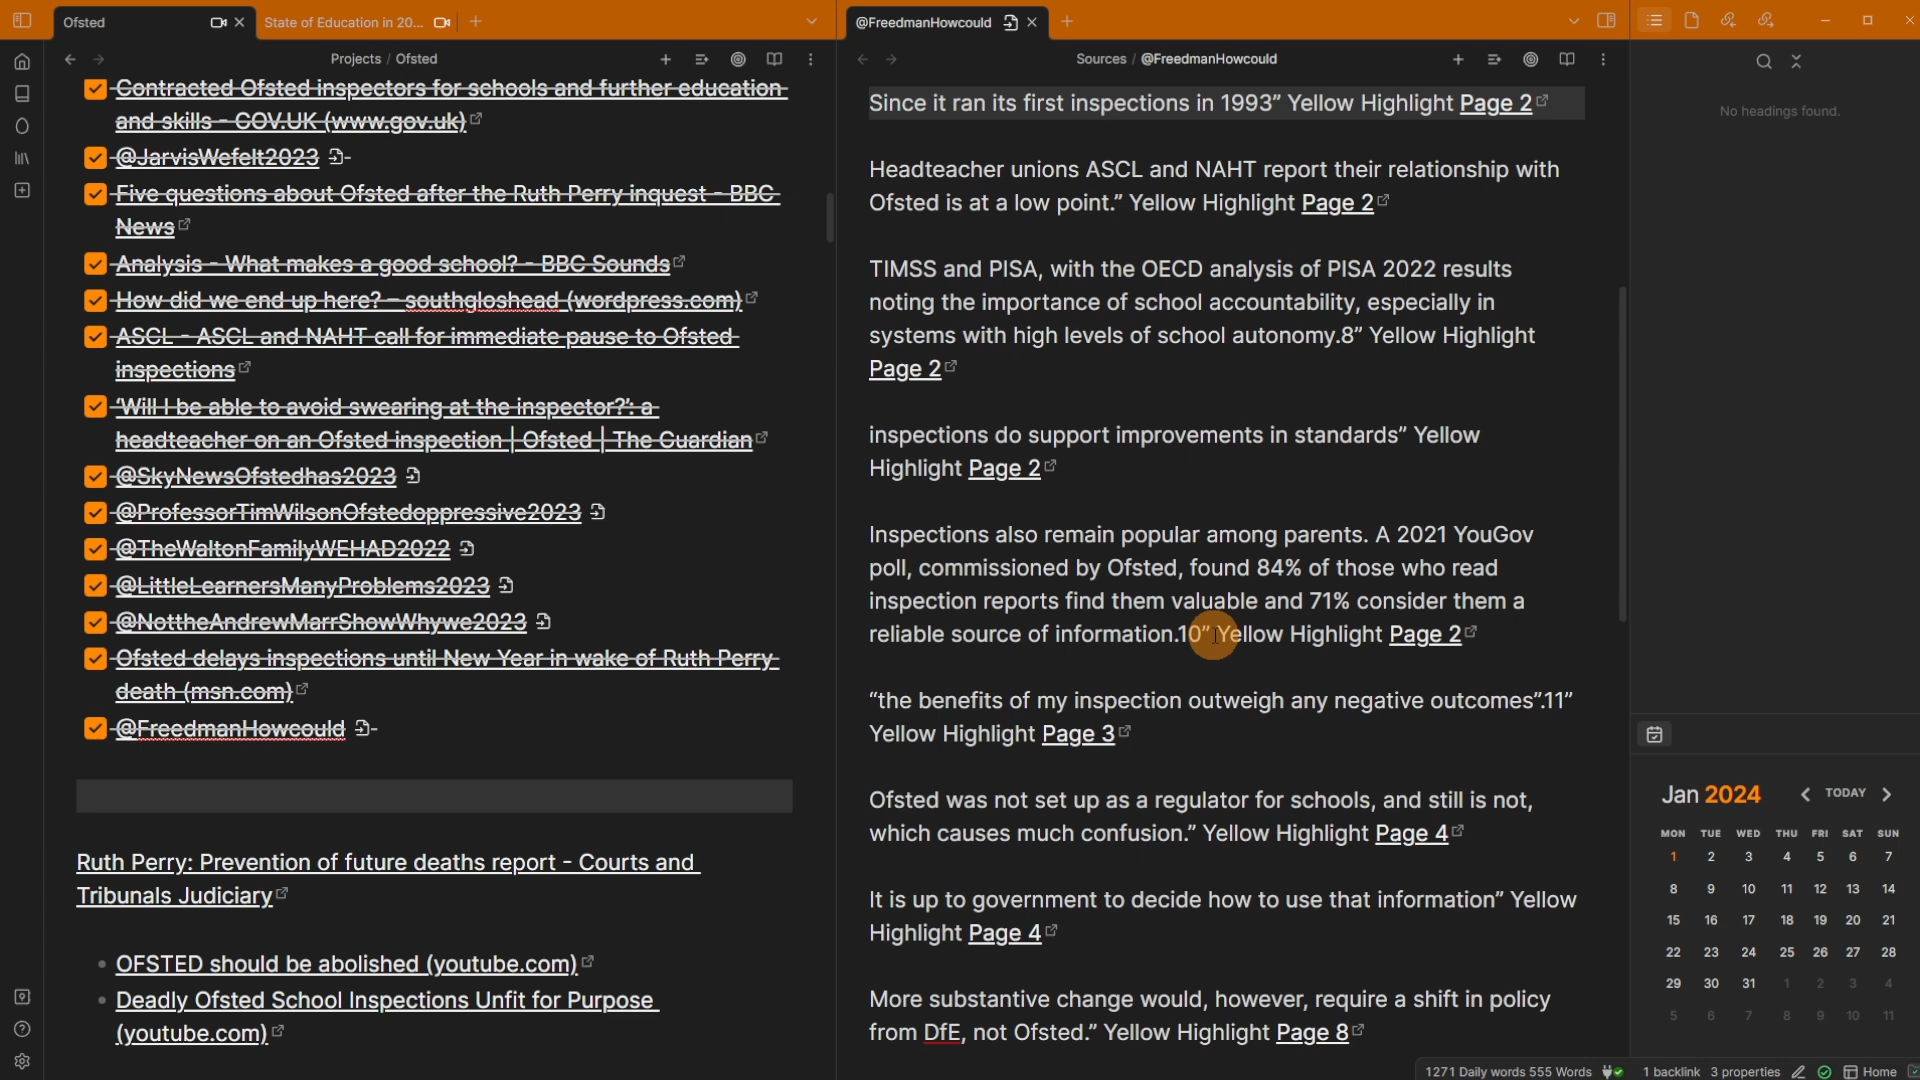 Ofsted
State of Education in 20...
@FreedmanHowcould
Projects / Ofsted
Sources / @FreedmanHowcould
Contracted Ofsted inspectors for schools and further education
and skills - GOV.UK (www.gov.uk)
@JarvisWefelt2023
Five questions about Ofsted after the Ruth Perry inquest - BBC
News
Analysis - What makes a good school? - BBC Sounds
How did we end up here? – southgloshead (wordpress.com)
ASCL - ASCL and NAHT call for immediate pause to Ofsted
inspections
‘Will I be able to avoid swearing at the inspector?’: a
headteacher on an Ofsted inspection | Ofsted | The Guardian
@SkyNewsOfstedhas2023
@ProfessorTimWilsonOfstedoppressive2023
@TheWaltonFamilyWEHAD2022
@LittleLearnersManyProblems2023
@NottheAndrewMarrShowWhywe2023
Ofsted delays inspections until New Year in wake of Ruth Perry
death (msn.com)
@FreedmanHowcould
Ruth Perry: Prevention of future deaths report - Courts and
Tribunals Judiciary
OFSTED should be abolished (youtube.com)
Deadly Ofsted School Inspections Unfit for Purpose
(youtube.com)
Since it ran its first inspections in 1993” Yellow Highlight Page 2
Headteacher unions ASCL and NAHT report their relationship with
Ofsted is at a low point.” Yellow Highlight Page 2
TIMSS and PISA, with the OECD analysis of PISA 2022 results
noting the importance of school accountability, especially in
systems with high levels of school autonomy.8” Yellow Highlight
Page 2
inspections do support improvements in standards” Yellow
Highlight Page 2
Inspections also remain popular among parents. A 2021 YouGov
poll, commissioned by Ofsted, found 84% of those who read
inspection reports find them valuable and 71% consider them a
reliable source of information.10” Yellow Highlight Page 2
“the benefits of my inspection outweigh any negative outcomes”.11”
Yellow Highlight Page 3
Ofsted was not set up as a regulator for schools, and still is not,
which causes much confusion.” Yellow Highlight Page 4
It is up to government to decide how to use that information” Yellow
Highlight Page 4
More substantive change would, however, require a shift in policy
from DfE, not Ofsted.” Yellow Highlight Page 8
No headings found.
Jan 2024 TODAY
MON TUE WED THU FRI SAT SUN
1 2 3 4 5 6 7
8 9 10 11 12 13 14
15 16 17 18 19 20 21
22 23 24 25 26 27 28
29 30 31 1 2 3 4
5 6 7 8 9 10 11
1271 Daily words 555 Words 1 backlink 3 properties Home